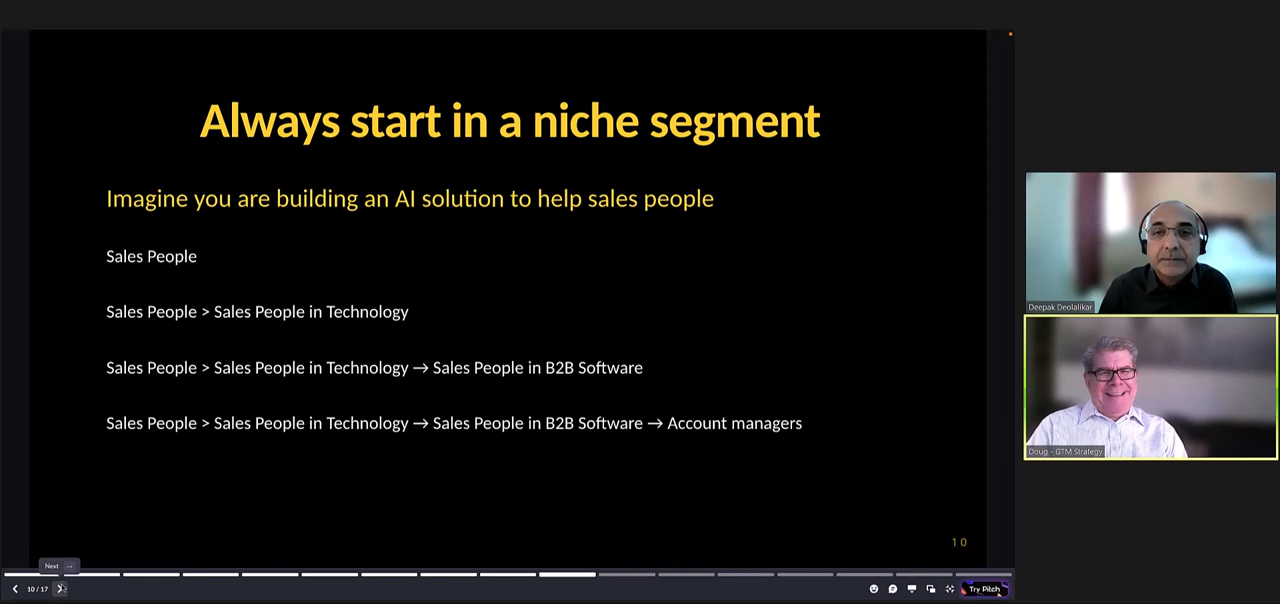 Always start in a niche segment
Imagine you are building an AI solution to help sales people
Sales People
Sales People > Sales People in Technology
Sales People > Sales People in Technology → Sales People in B2B Software
Sales People > Sales People in Technology → Sales People in B2B Software → Account managers
10
Deepak Deolalikar
Doug - GTM Strategy
Next →
10 / 17
Try Pitch